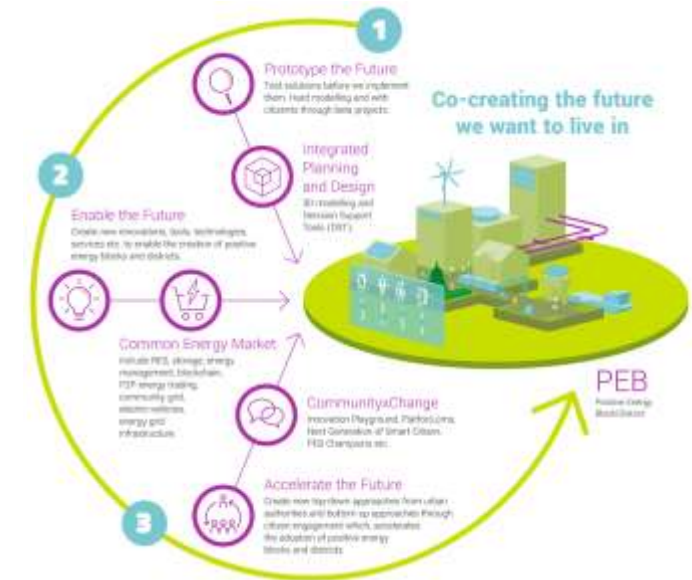 1
Prototype the Future
Test solutions before we implement
them. Hard modelling and with
citizens through beta projects.
Co-creating the future
we want to live in
Integrated
Planning
and Design
3D modelling and
Decision Support
Tools (DST).
2
Enable the Future
Create new innovations, tools, technologies,
services etc. to enable the creation of positive
energy blocks and districts.
Common Energy Market
Include RES, storage, energy
management, blockchain,
P2P energy trading,
community grid,
electric vehicles,
energy grid
infrastructure.
PEB
Positive Energy
Block/District
CommunityxChange
Innovation Playground,
Next Generation of Smart Citizen,
PEB Champions etc.
3
Accelerate the Future
Create new top-down approaches from urban
authorities and bottom-up approaches through
citizen engagement which accelerates
the adoption of positive energy
blocks and districts.